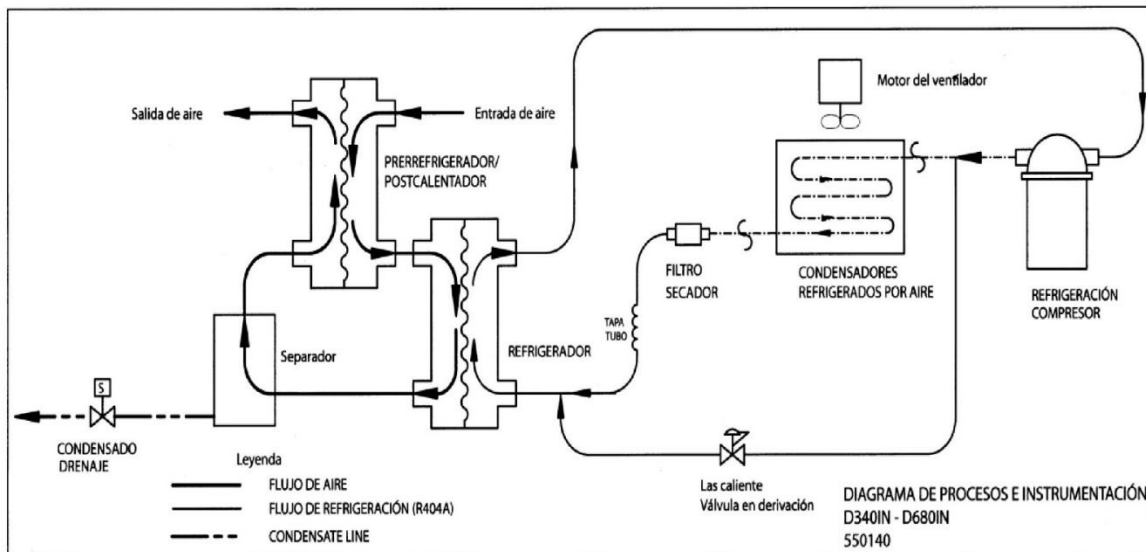 Motor del ventilador
Salida de aire
Entrada de aire
PRERREFRIGERADOR/
POSTCALENTADOR
FILTRO
SECADOR
CONDENSADORES
REFRIGERADOS POR AIRE
REFRIGERACIÓN
COMPRESOR
TAPA
TUBO
REFRIGERADOR
Separador
S
CONDENSADO
DRENAJE
Leyenda
FLUJO DE AIRE
FLUJO DE REFRIGERACIÓN (R404A)
CONDENSATE LINE
Las caliente
Válvula en derivación
DIAGRAMA DE PROCESOS E INSTRUMENTACIÓN
D340IN - D680IN
550140